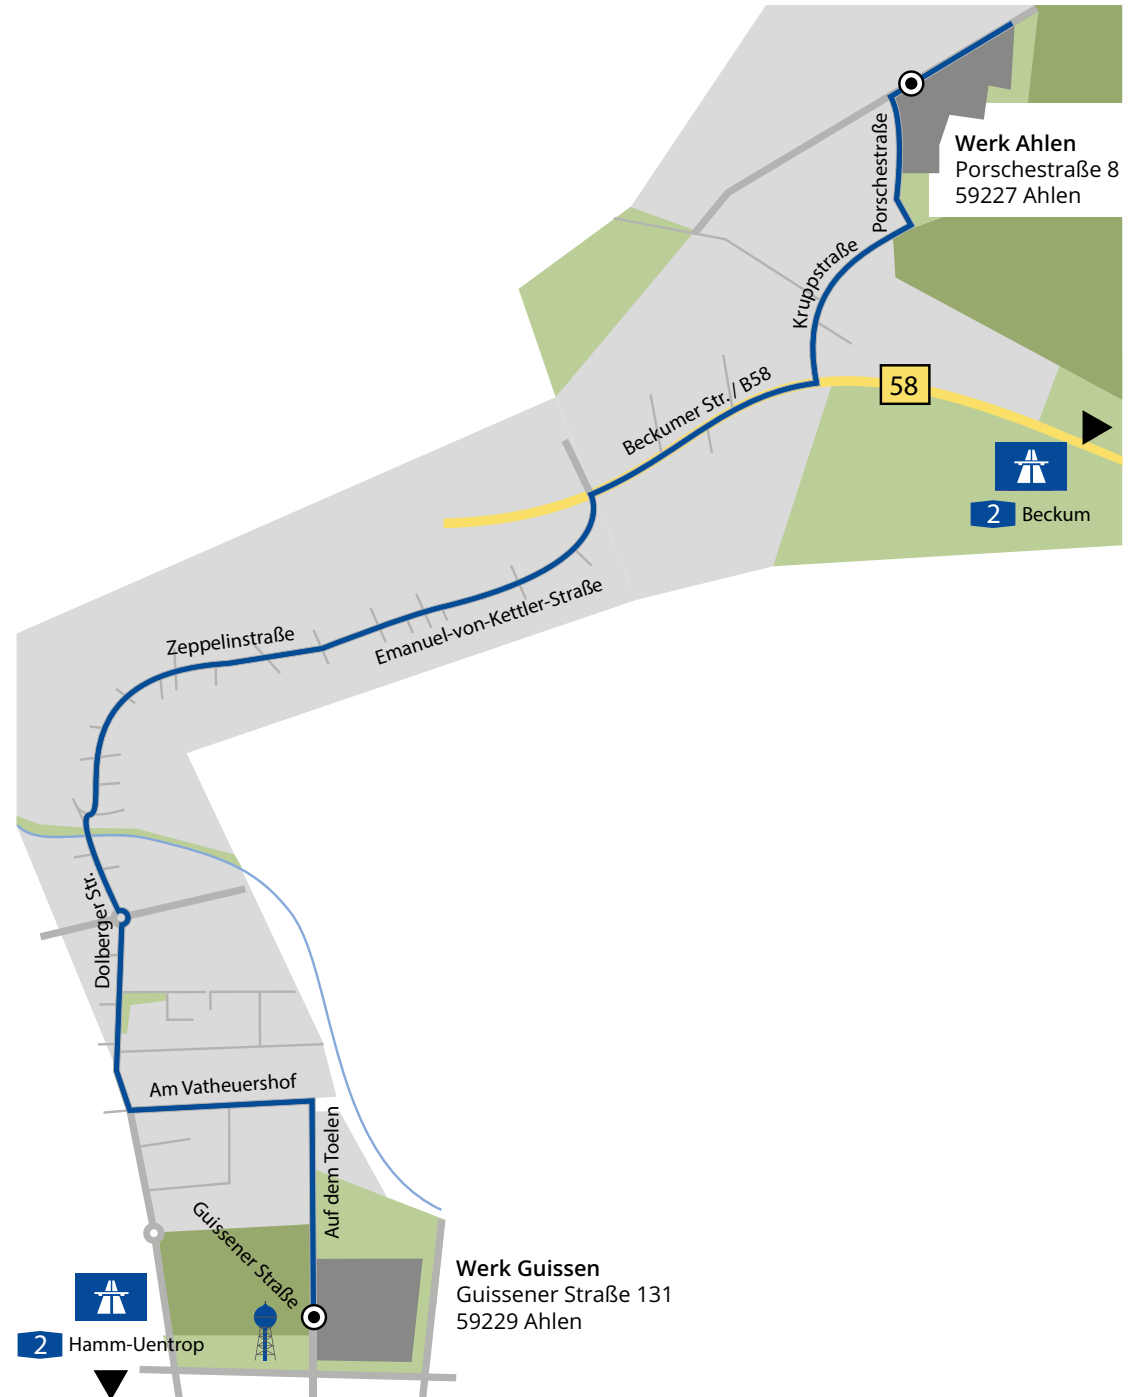 Werk Ahlen
Porschestraße 8
59227 Ahlen
Porschestraße
Kruppstraße
58
Beckumer Str. / B58
2 Beckum
Emanuel-von-Kettler-Straße
Zeppelinstraße
Dolberger Str.
Am Vatheuershof
Auf dem Toelen
Guissener Straße
Werk Guissen
Guissener Straße 131
59229 Ahlen
2 Hamm-Uentrop